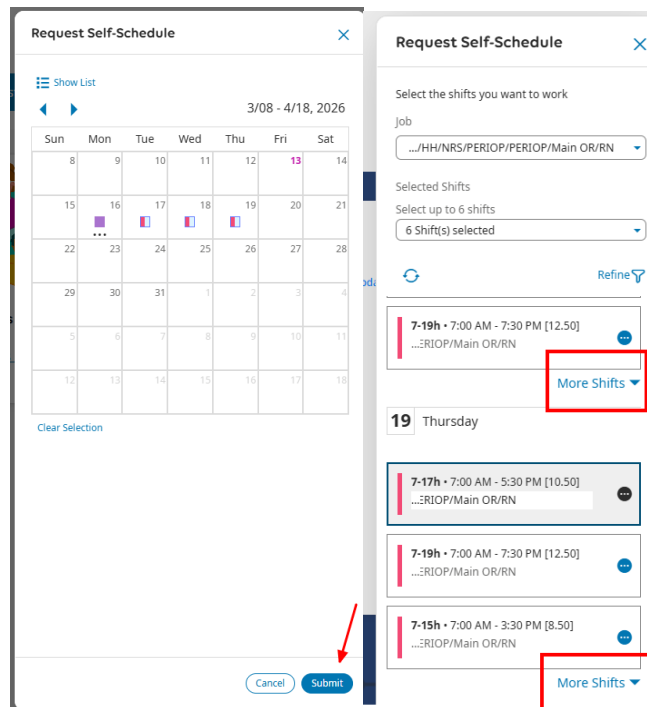 Request Self-Schedule
Show List
3/08 - 4/18, 2026
Sun Mon Tue Wed Thu Fri Sat
8 9 10 11 12 13 14
15 16 17 18 19 20 21
22 23 24 25 26 27 28
29 30 31 1 2 3 4
5 6 7 8 9 10 11
12 13 14 15 16 17 18
Clear Selection
Cancel Submit
Request Self-Schedule
Select the shifts you want to work
Job
.../HH/NRS/PERIOP/PERIOP/Main OR/RN
Selected Shifts
Select up to 6 shifts
6 Shift(s) selected
Refine
7-19h • 7:00 AM - 7:30 PM [12.50]
...ERIOP/Main OR/RN
More Shifts
19 Thursday
7-17h • 7:00 AM - 5:30 PM [10.50]
...ERIOP/Main OR/RN
7-19h • 7:00 AM - 7:30 PM [12.50]
...ERIOP/Main OR/RN
7-15h • 7:00 AM - 3:30 PM [8.50]
...ERIOP/Main OR/RN
More Shifts